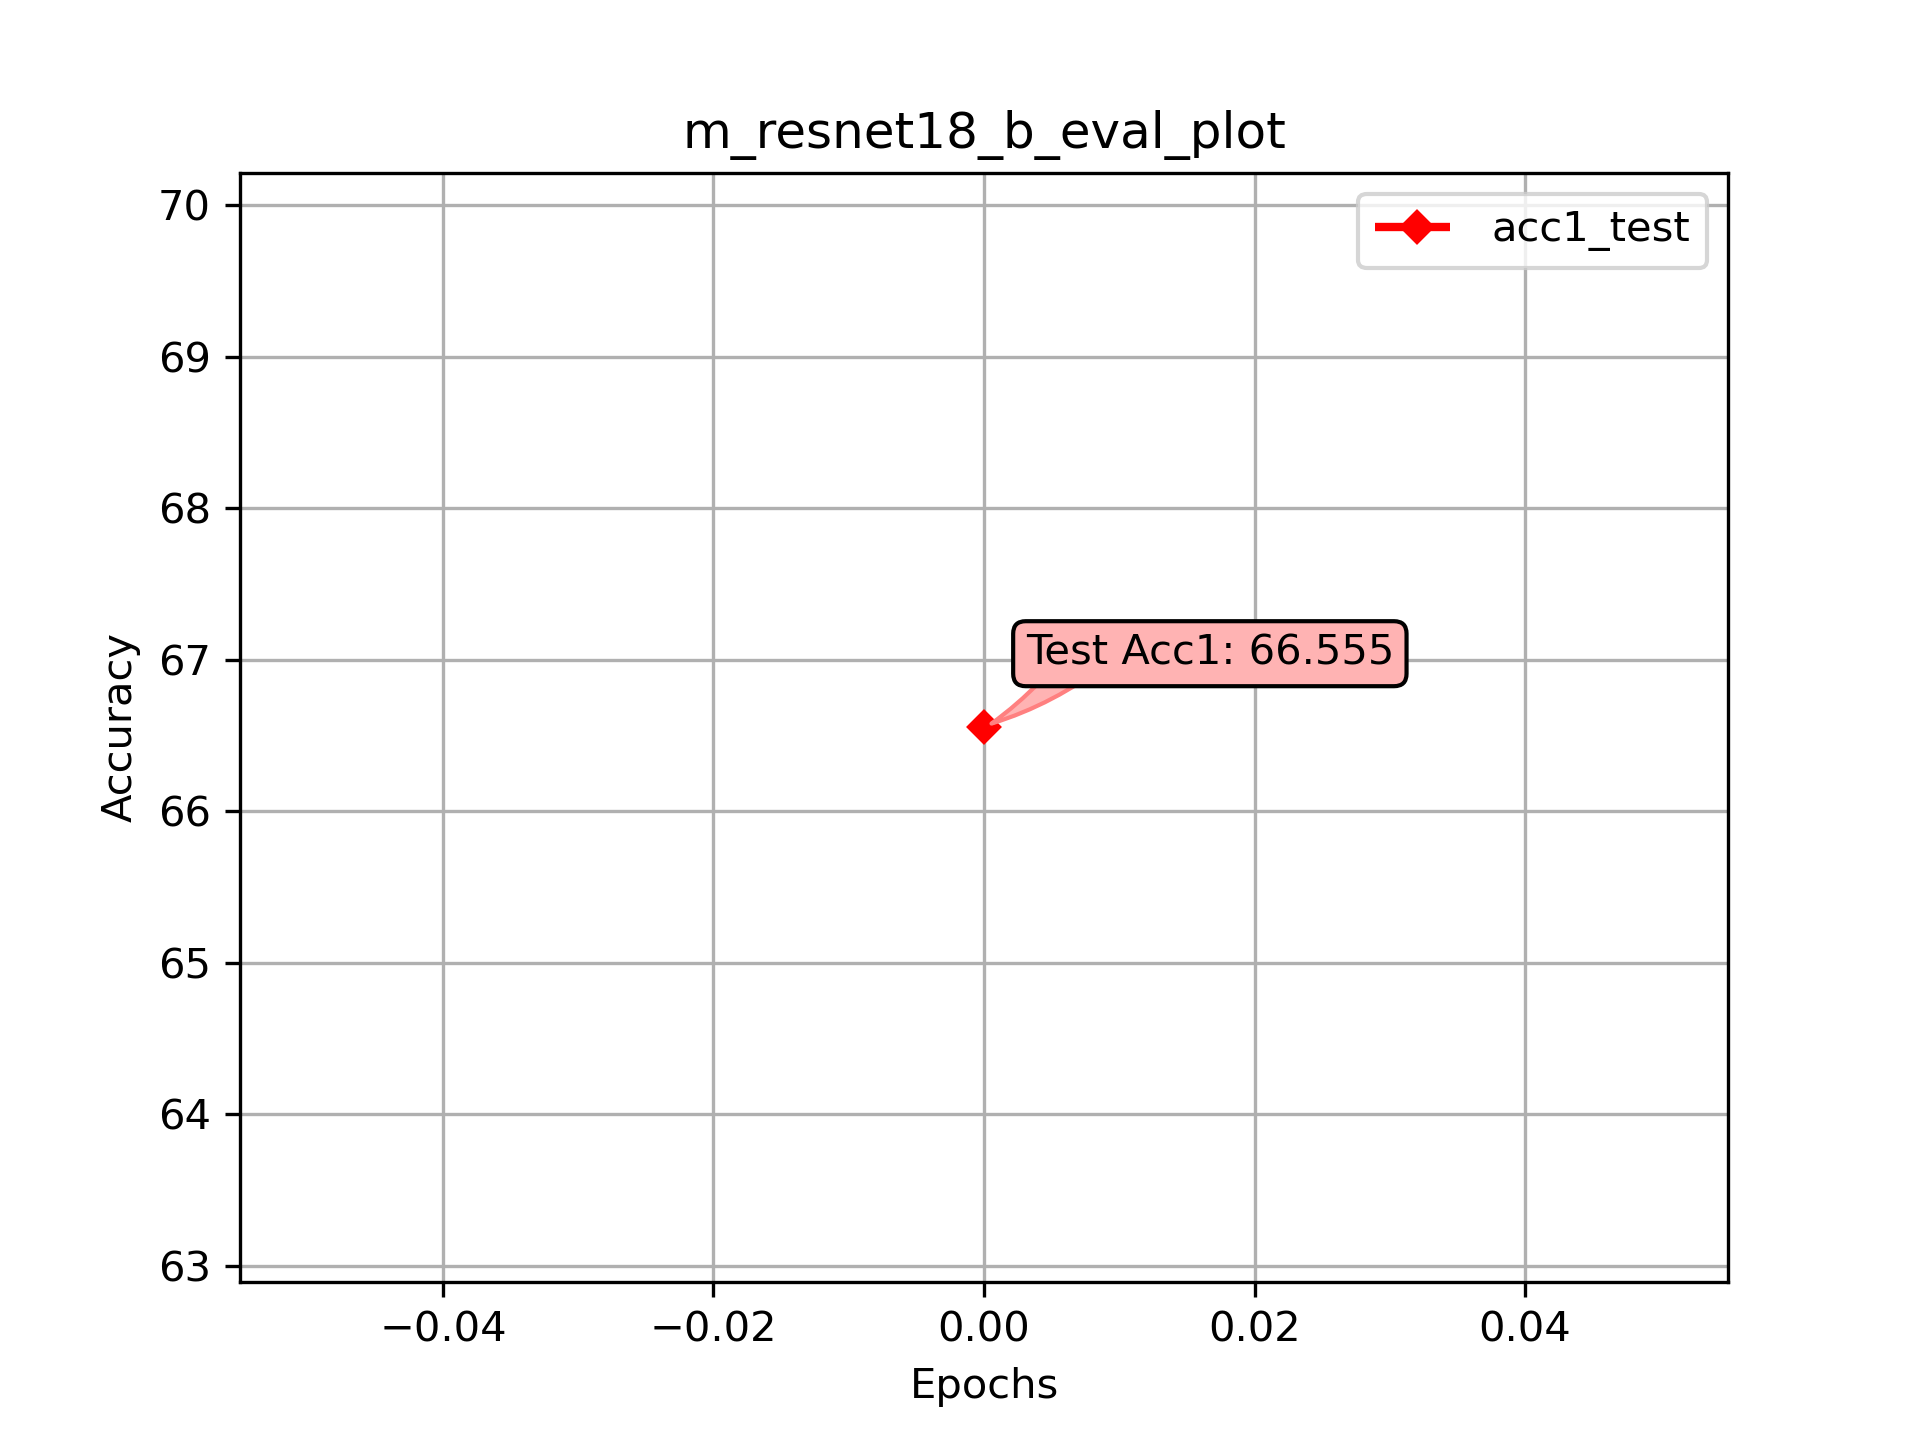 m_resnet18_b_eval_plot
acc1_test
Test Acc1: 66.555
Accuracy
70
69
68
67
66
65
64
63
−0.04
−0.02
0.00
0.02
0.04
Epochs